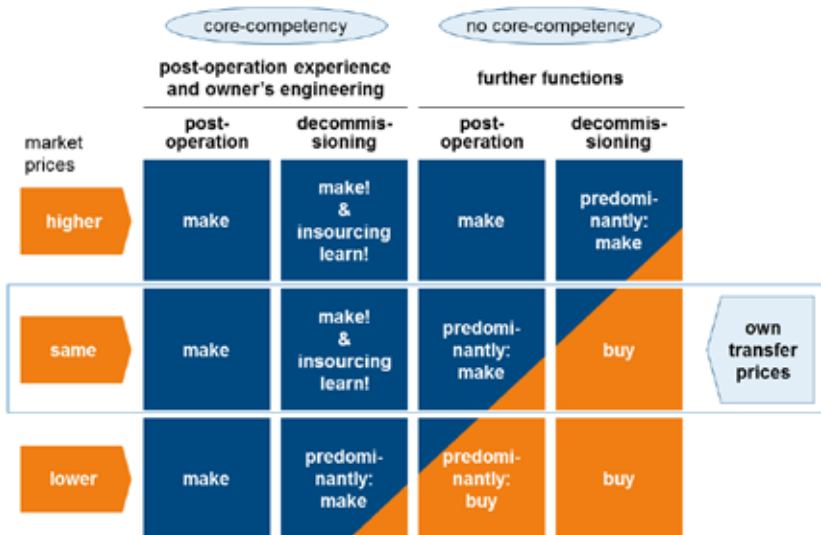 core-competency
no core-competency
post-operation experience
and owner's engineering
further functions
post-
operation
decommis-
sioning
post-
operation
decommis-
sioning
market
prices
higher
make
make!
&
insourcing
learn!
make
predomi-
nantly:
make
same
make
make!
&
insourcing
learn!
predomi-
nantly:
make
buy
own
transfer
prices
lower
make
predomi-
nantly:
make
predomi-
nantly:
buy
buy